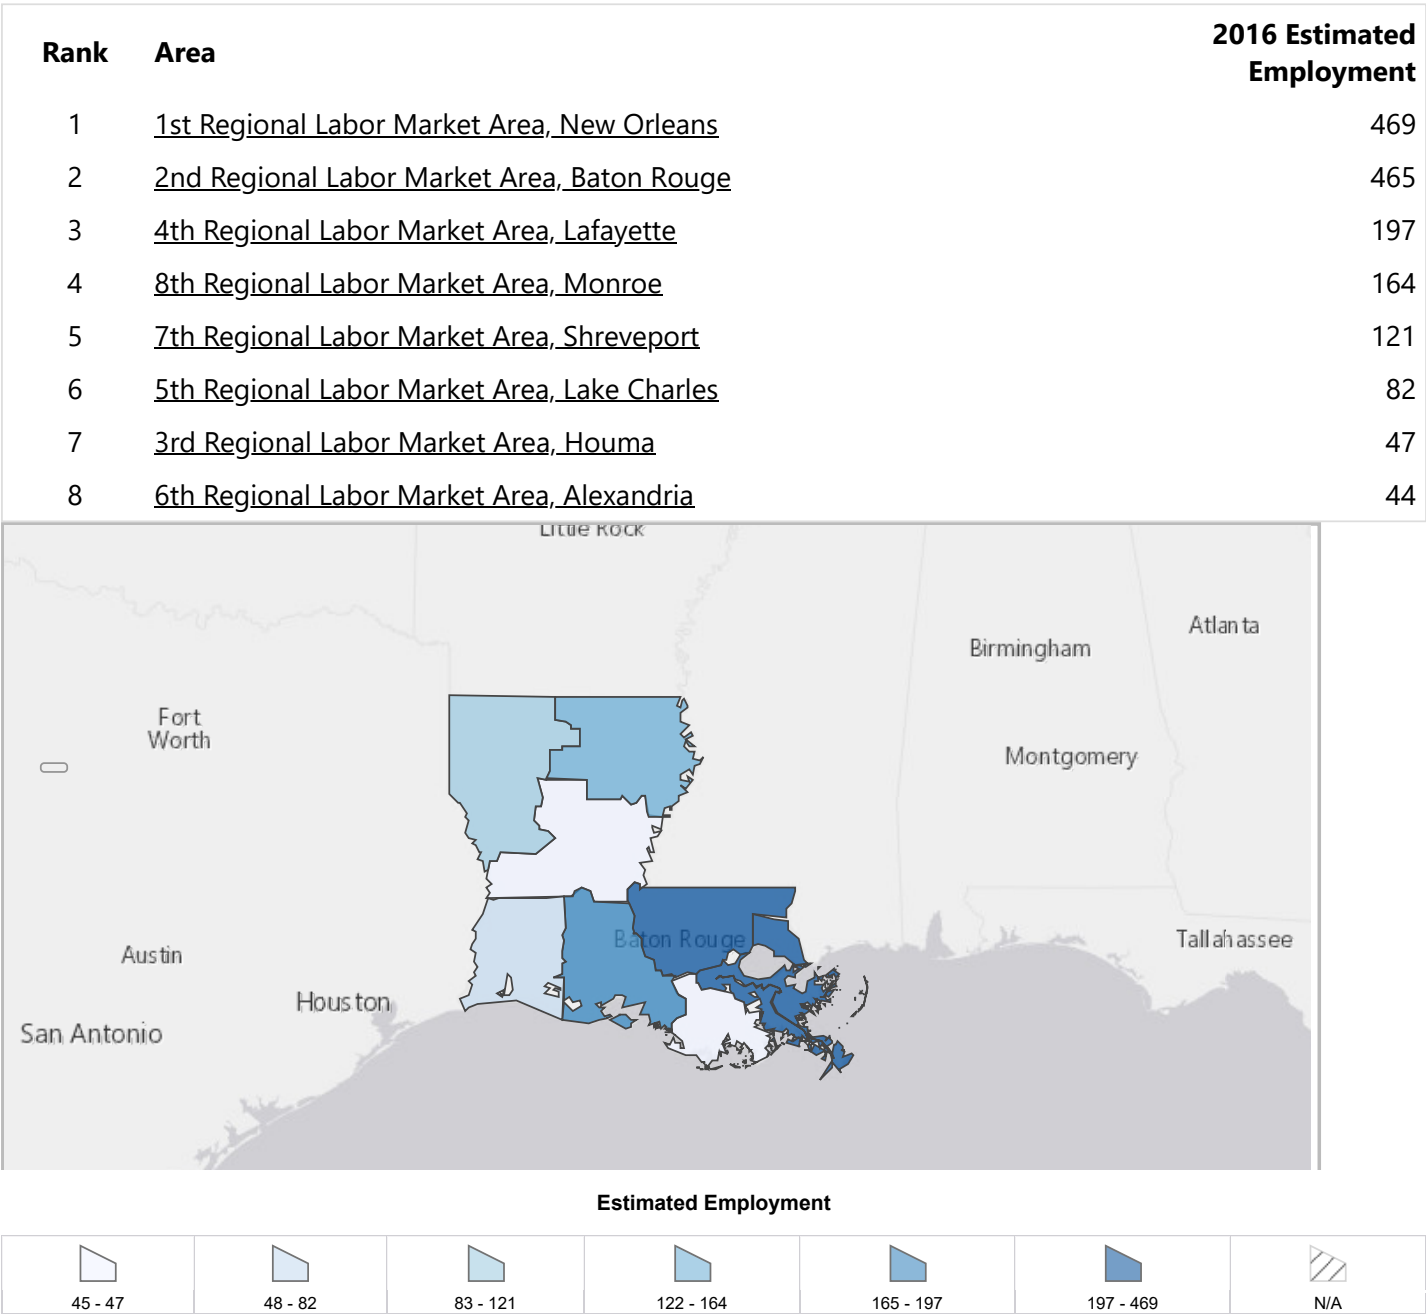 Rank Area 2016 Estimated Employment
1 1st Regional Labor Market Area, New Orleans 469
2 2nd Regional Labor Market Area, Baton Rouge 465
3 4th Regional Labor Market Area, Lafayette 197
4 8th Regional Labor Market Area, Monroe 164
5 7th Regional Labor Market Area, Shreveport 121
6 5th Regional Labor Market Area, Lake Charles 82
7 3rd Regional Labor Market Area, Houma 47
8 6th Regional Labor Market Area, Alexandria 44
Little Rock
Atlanta
Birmingham
Fort
Worth
Montgomery
Baton Rouge
Tallahassee
Austin
Houston
San Antonio
Estimated Employment
45 - 47
48 - 82
83 - 121
122 - 164
165 - 197
197 - 469
N/A